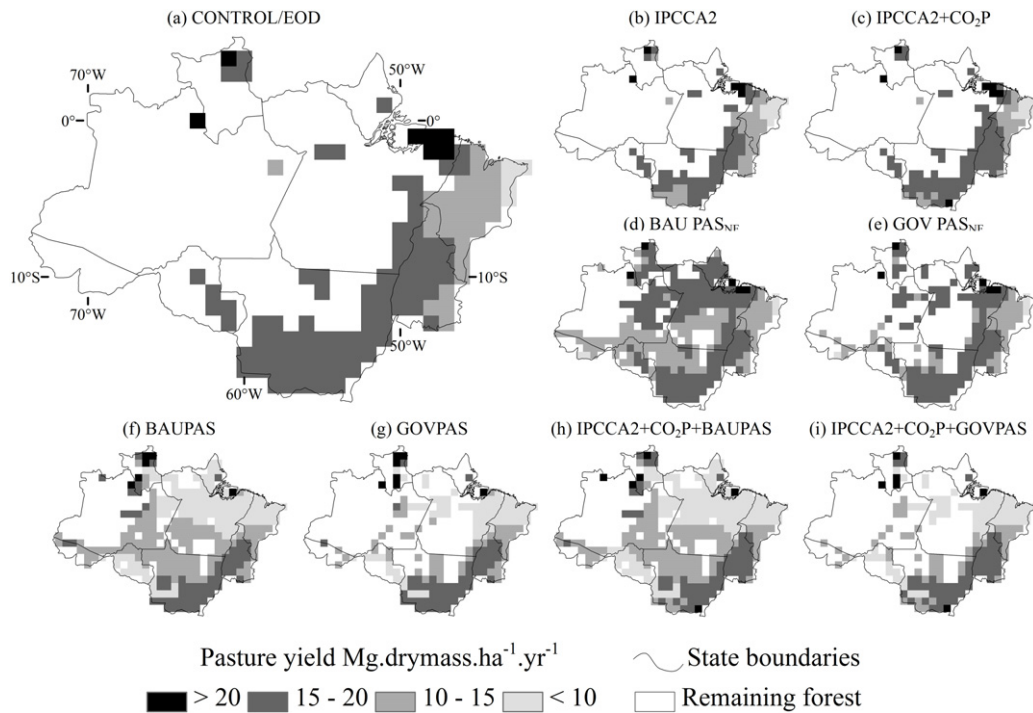 (a) CONTROL/EOD
(b) IPCCA2
(c) IPCCA2+CO₂P
70°W
50°W
0°
0°
10°S
10°S
70°W
50°W
60°W
(d) BAU PAS_NF
(e) GOV PAS_NF
(f) BAUPAS
(g) GOVPAS
(h) IPCCA2+CO₂P+BAUPAS
(i) IPCCA2+CO₂P+GOVPAS
Pasture yield Mg.drymass.ha⁻¹.yr⁻¹
State boundaries
> 20
15 - 20
10 - 15
< 10
Remaining forest